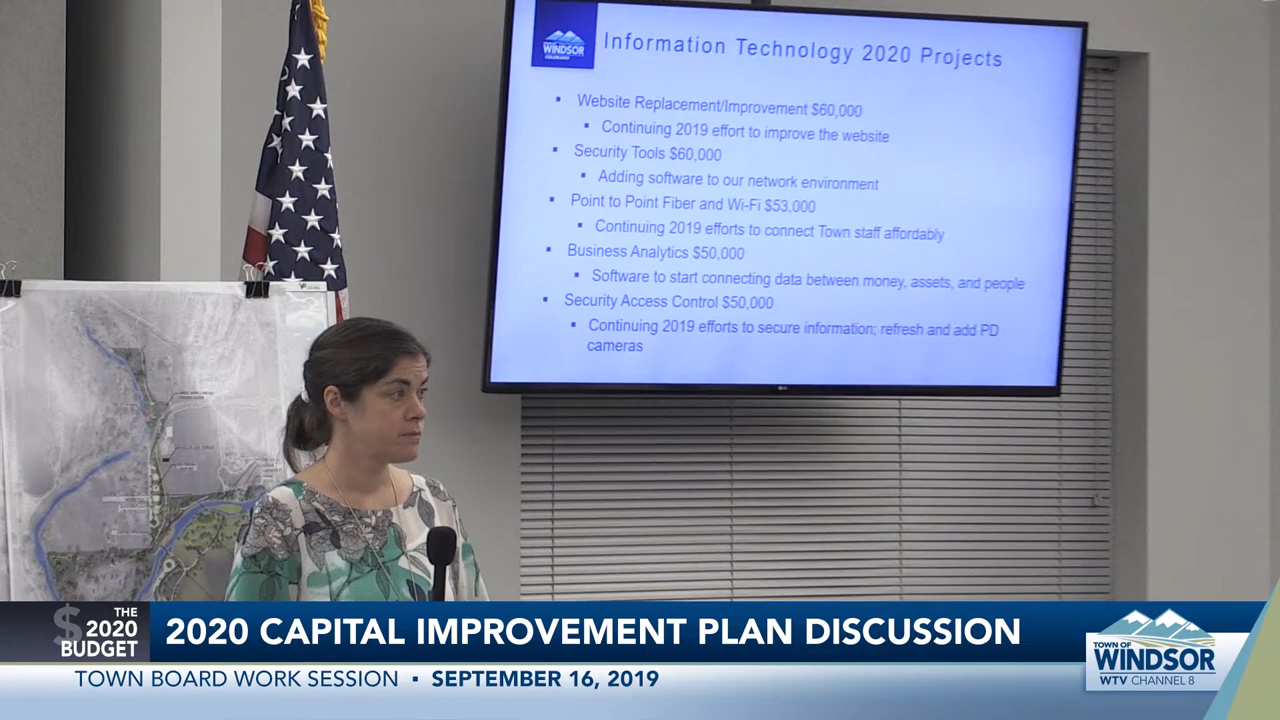 WINDSOR
COLORADO
Information Technology 2020 Projects
▪ Website Replacement/Improvement $60,000
▪ Continuing 2019 effort to improve the website
▪ Security Tools $60,000
▪ Adding software to our network environment
▪ Point to Point Fiber and Wi-Fi $53,000
▪ Continuing 2019 efforts to connect Town staff affordably
▪ Business Analytics $50,000
▪ Software to start connecting data between money, assets, and people
▪ Security Access Control $50,000
▪ Continuing 2019 efforts to secure information; refresh and add PD
cameras
LG
$ THE
2020
BUDGET
2020 CAPITAL IMPROVEMENT PLAN DISCUSSION
TOWN BOARD WORK SESSION ▪ SEPTEMBER 16, 2019
TOWN OF
WINDSOR
WTV CHANNEL 8